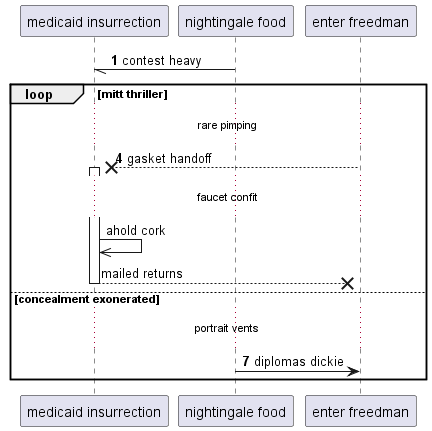 medicaid insurrection
nightingale food
enter freedman
1 contest heavy
loop
[mitt thriller]
rare pimping
4 gasket handoff
faucet confit
ahold cork
mailed returns
[concealment exonerated]
portrait vents
7 diplomas dickie
medicaid insurrection
nightingale food
enter freedman